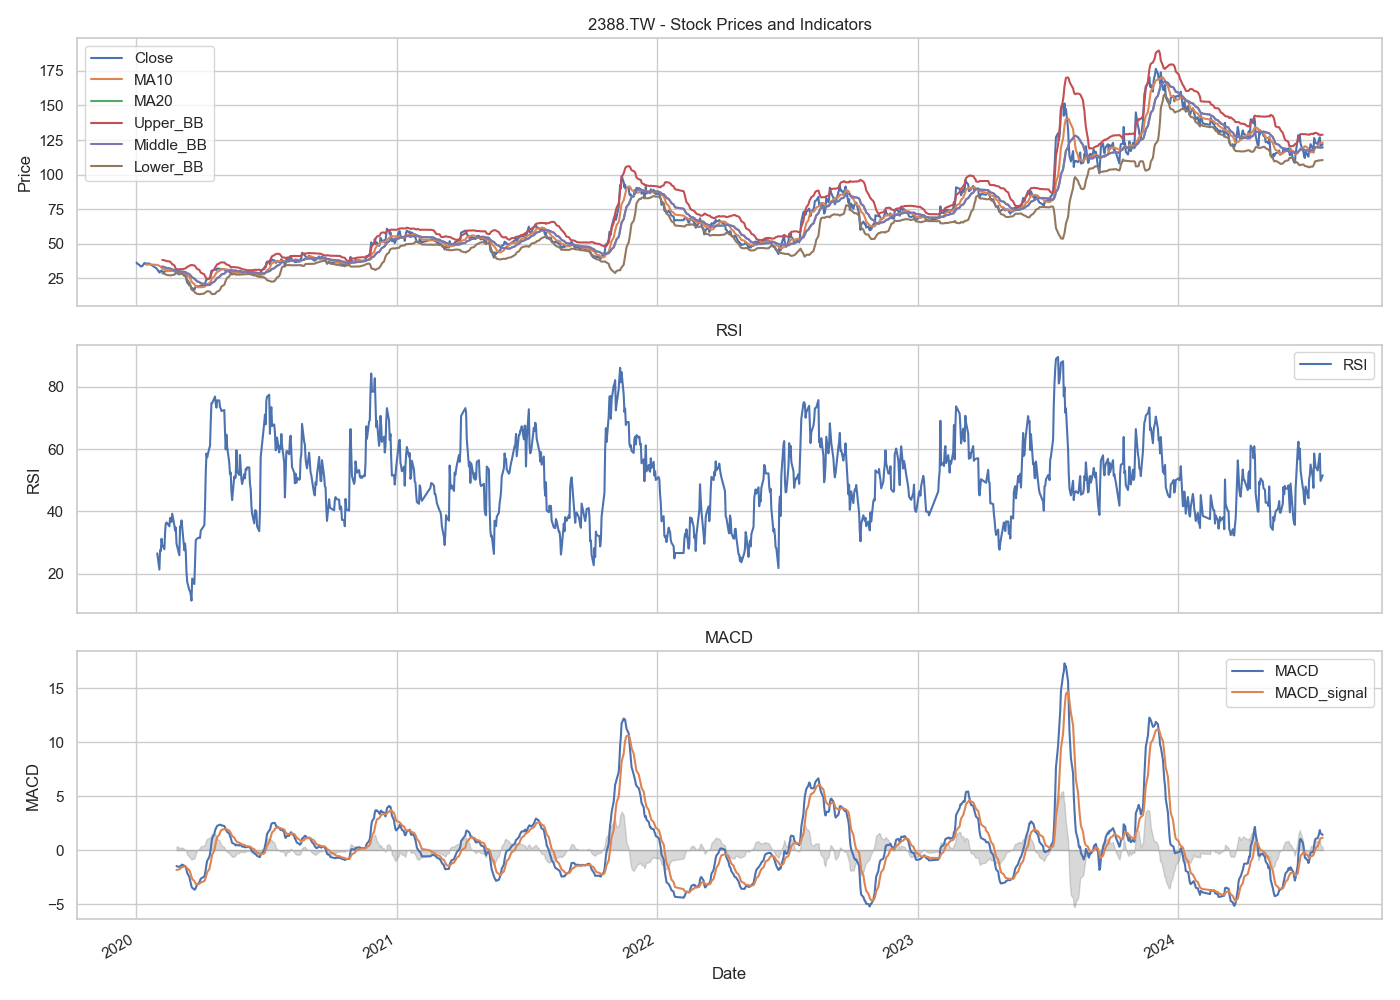 2388.TW - Stock Prices and Indicators
Close
MA10
MA20
Upper_BB
Middle_BB
Lower_BB
175
150
125
100
75
50
25
Price
RSI
RSI
80
60
40
20
RSI
MACD
MACD
MACD_signal
15
10
5
0
−5
MACD
2020
2021
2022
2023
2024
Date